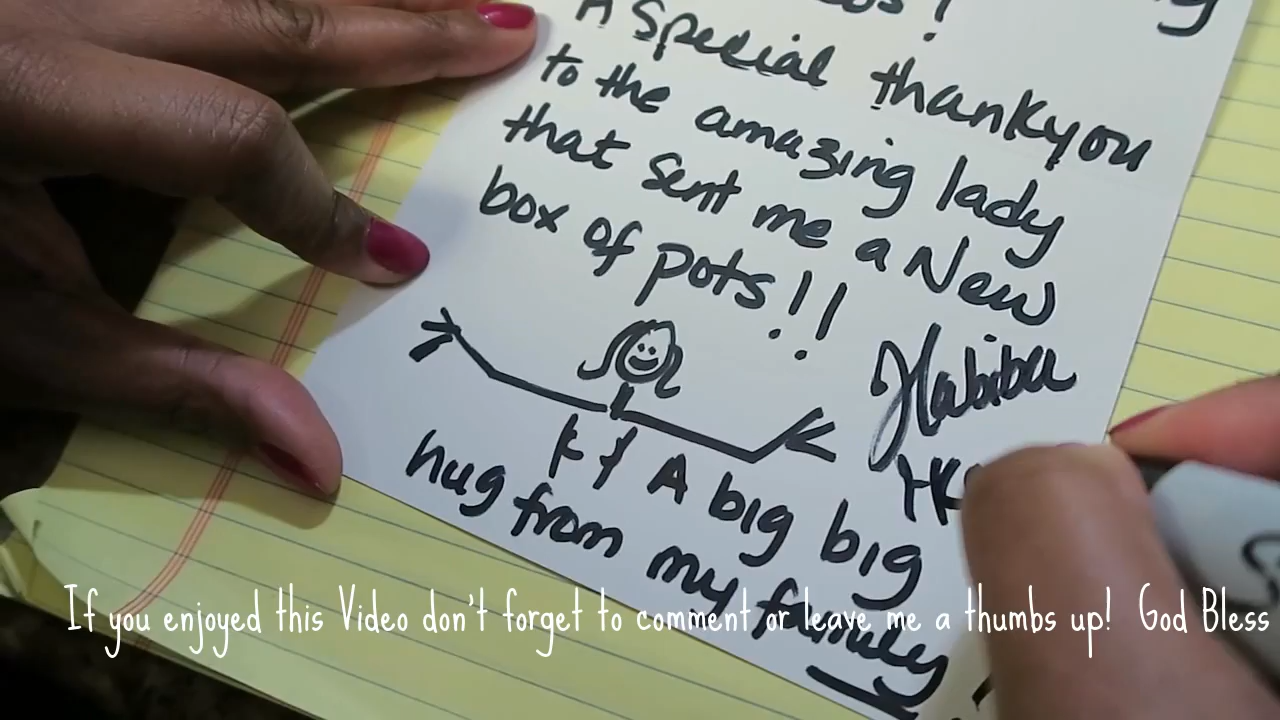 A Special thankyou
to the amazing lady
that Sent me a New
box of pots!!
Habiba
A big big
hug from my family
If you enjoyed this Video don't forget to comment or leave me a thumbs up! God Bless